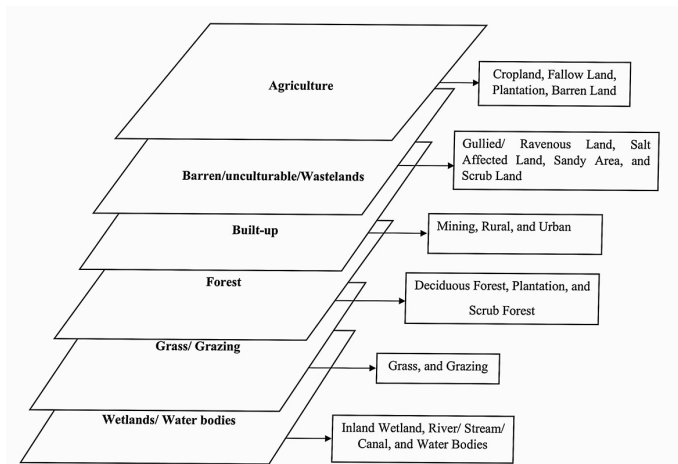 Agriculture
Cropland, Fallow Land,
Plantation, Barren Land
Barren/unculturable/Wastelands
Gullied/ Ravenous Land, Salt
Affected Land, Sandy Area, and
Scrub Land
Built-up
Mining, Rural, and Urban
Forest
Deciduous Forest, Plantation, and
Scrub Forest
Grass/ Grazing
Grass, and Grazing
Wetlands/ Water bodies
Inland Wetland, River/ Stream/
Canal, and Water Bodies